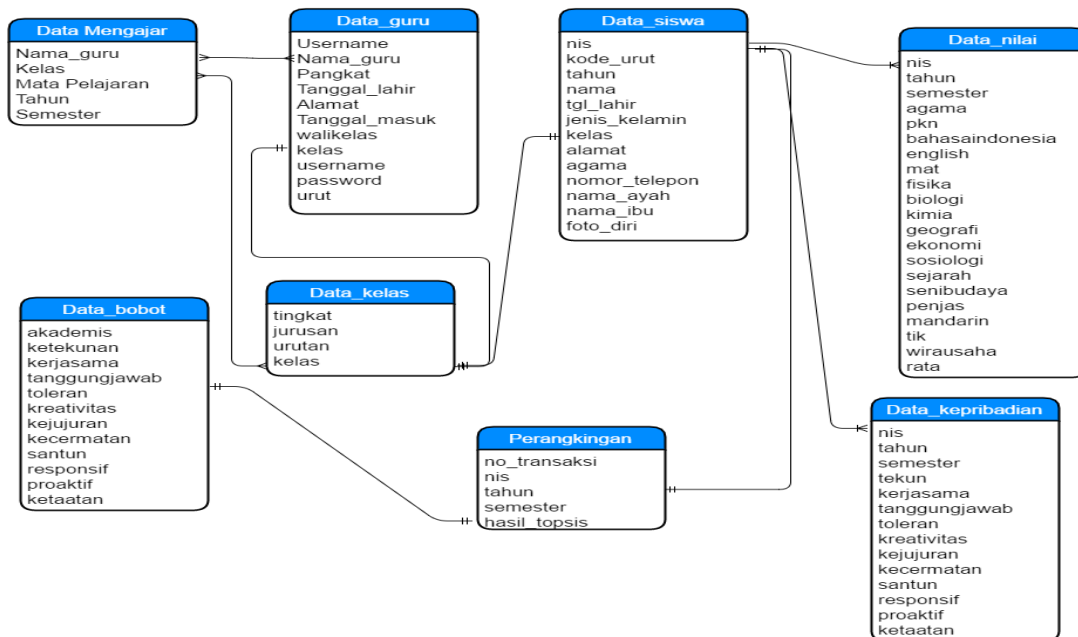 Data Mengajar
Nama_guru
Kelas
Mata Pelajaran
Tahun
Semester
Data_guru
Username
Nama_guru
Pangkat
Tanggal_lahir
Alamat
Tanggal_masuk
walikelas
kelas
username
password
urut
Data_siswa
nis
kode_urut
tahun
nama
tgl_lahir
jenis_kelamin
kelas
alamat
agama
nomor_telepon
nama_ayah
nama_ibu
foto_diri
Data_nilai
nis
tahun
semester
agama
pkn
bahasaindonesia
english
mat
fisika
biologi
kimia
geografi
ekonomi
sosiologi
sejarah
senibudaya
penjas
mandarin
tik
wirausaha
rata
Data_bobot
akademis
ketekunan
kerjasama
tanggungjawab
toleran
kreativitas
kejujuran
kecermatan
santun
responsif
proaktif
ketaatan
Data_kelas
tingkat
jurusan
urutan
kelas
Perangkingan
no_transaksi
nis
tahun
semester
hasil_topsis
Data_kepribadian
nis
tahun
semester
tekun
kerjasama
tanggungjawab
toleran
kreativitas
kejujuran
kecermatan
santun
responsif
proaktif
ketaatan